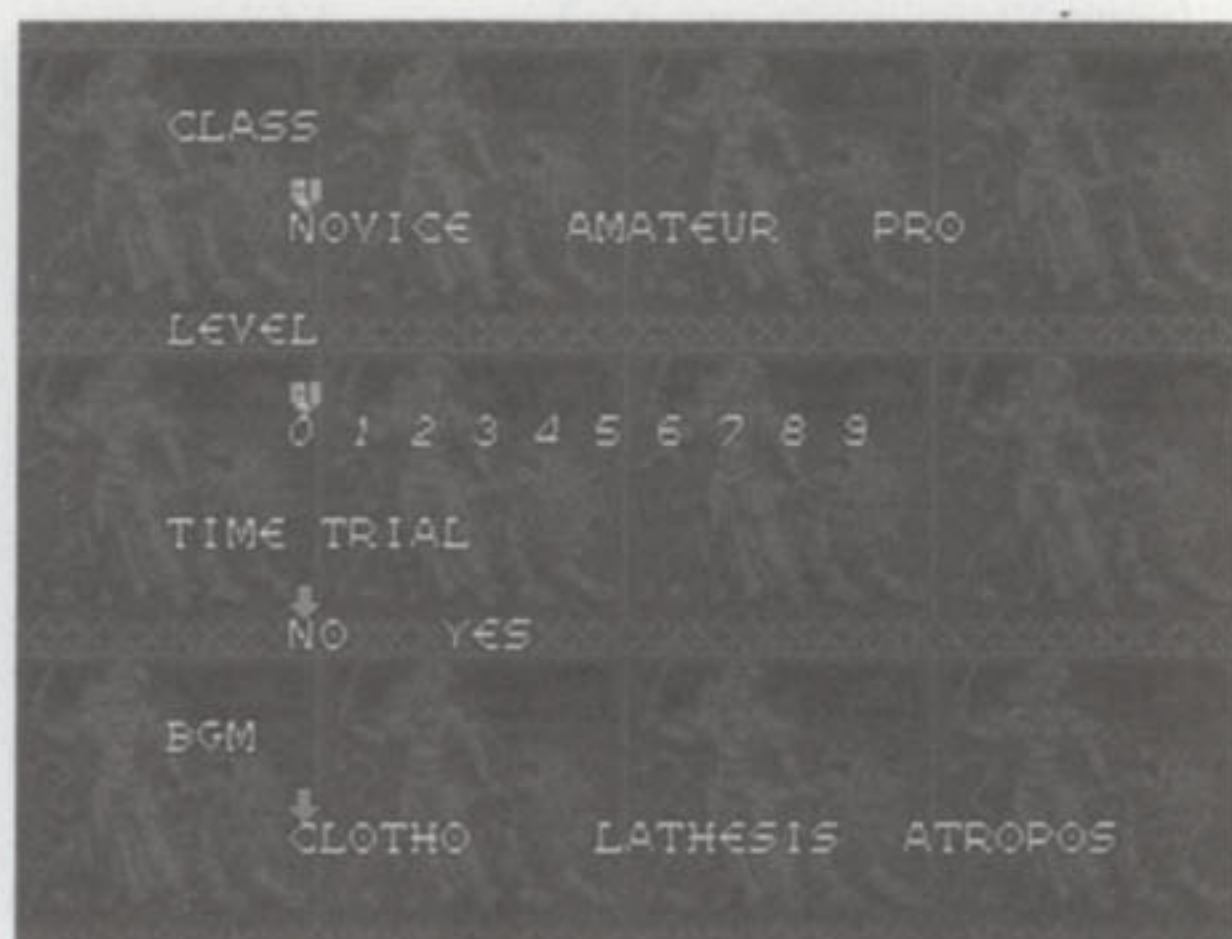 CLASS
NOVICE AMATEUR PRO
LEVEL
0 1 2 3 4 5 6 7 8 9
TIME TRIAL
NO YES
BGM
CLOTHO LATHESIS ATROPOS